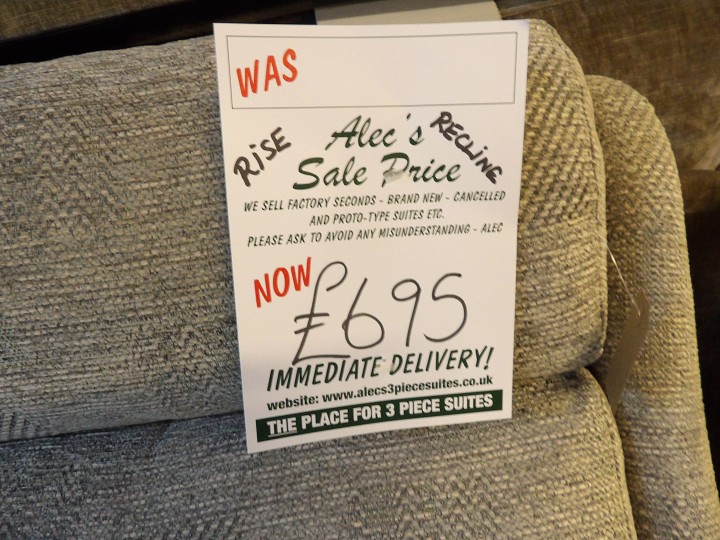 WAS
RISE
Alec's
RECLINE
Sale Price
WE SELL FACTORY SECONDS - BRAND NEW - CANCELLED
AND PROTO-TYPE SUITES ETC.
PLEASE ASK TO AVOID ANY MISUNDERSTANDING - ALEC
NOW
£695
IMMEDIATE DELIVERY!
website: www.alecs3piecesuites.co.uk
THE PLACE FOR 3 PIECE SUITES